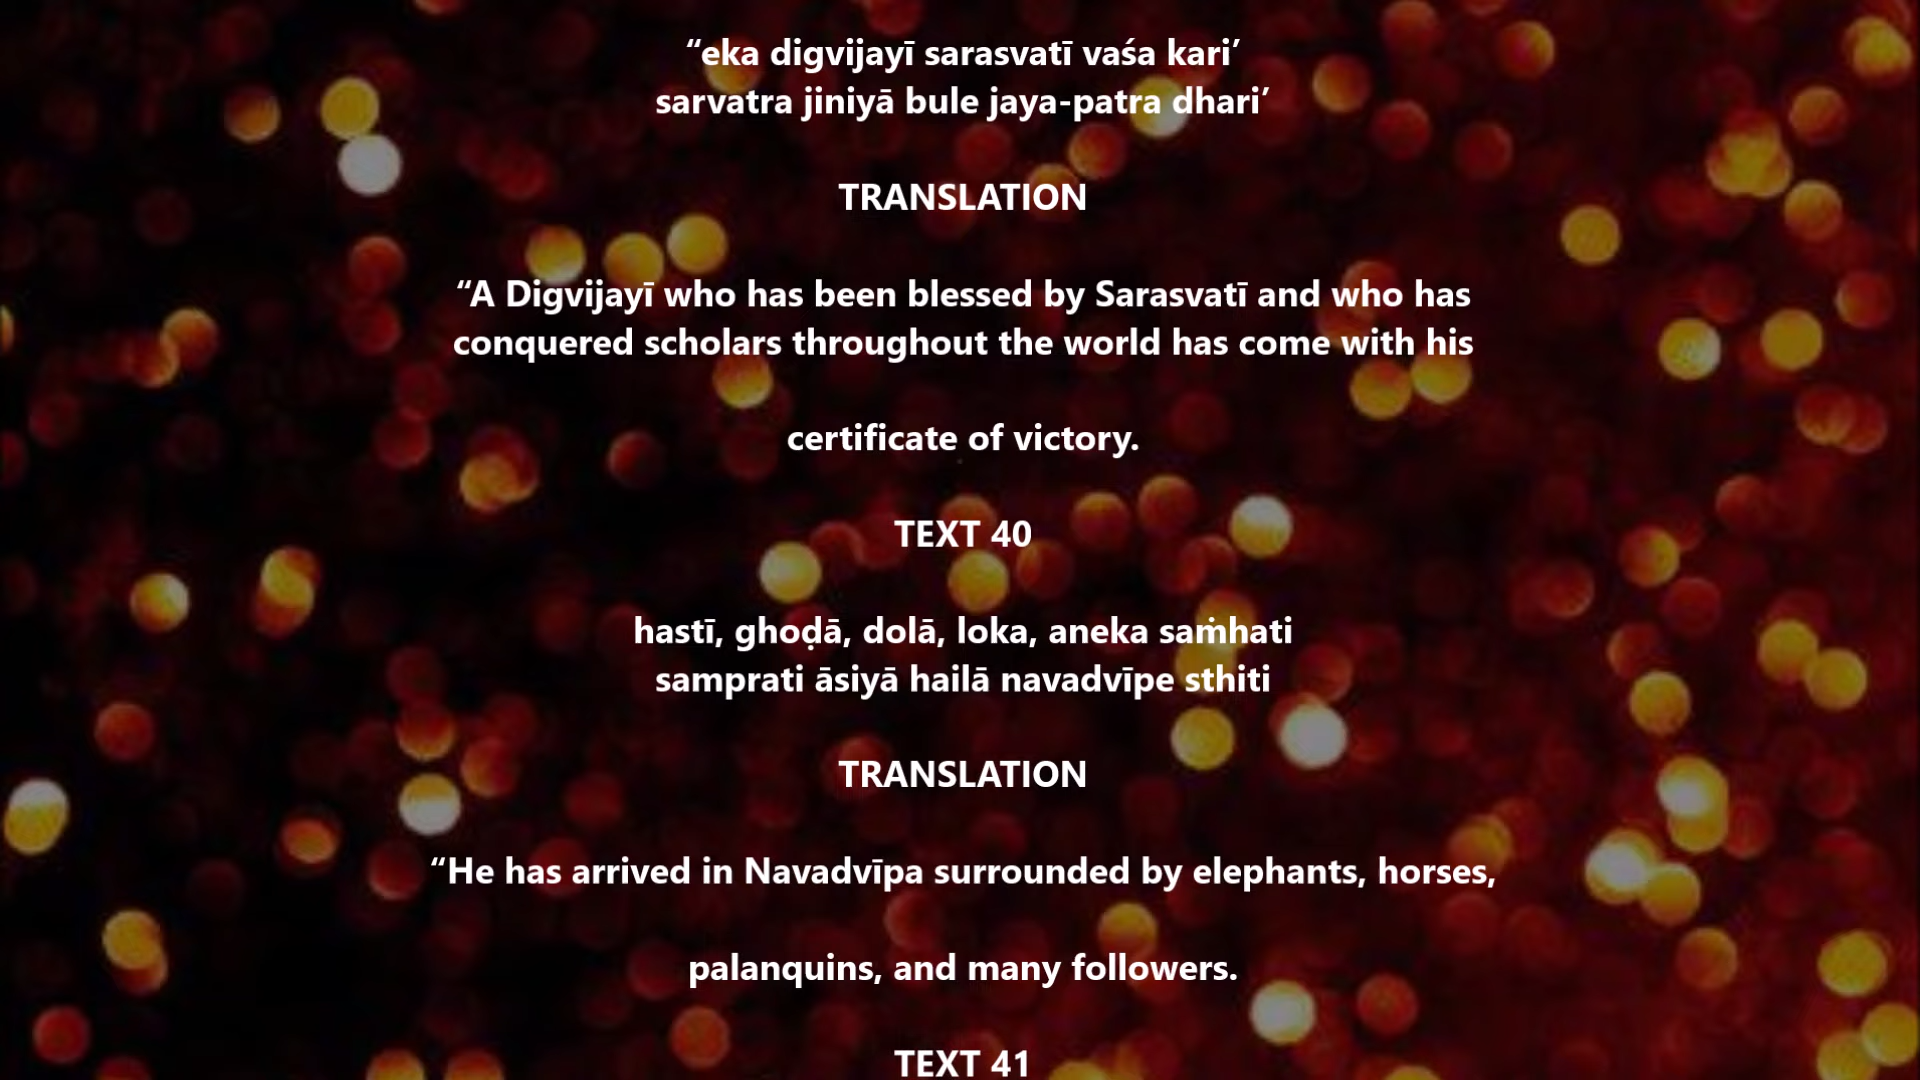 “eka digvijayī sarasvatī vaśa kari’
sarvatra jiniyā bule jaya-patra dhari’
TRANSLATION
“A Digvijayī who has been blessed by Sarasvatī and who has
conquered scholars throughout the world has come with his
certificate of victory.
TEXT 40
hastī, ghoḍā, dolā, loka, aneka saṁhati
samprati āsiyā hailā navadvīpe sthiti
TRANSLATION
“He has arrived in Navadvīpa surrounded by elephants, horses,
palanquins, and many followers.
TEXT 41